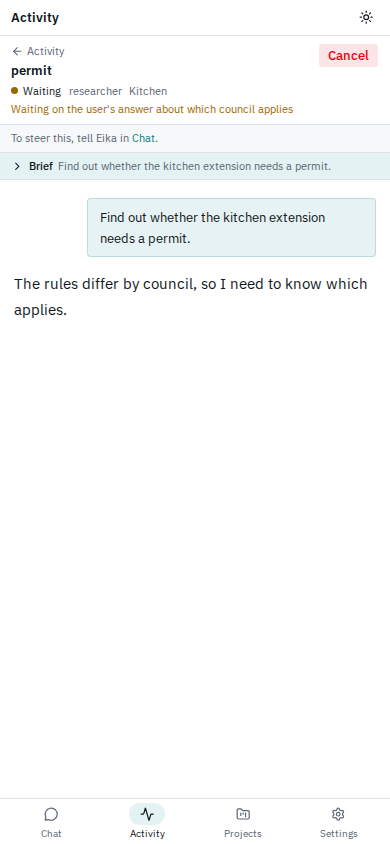 Activity
Activity
Cancel
permit
Waiting researcher Kitchen
Waiting on the user's answer about which council applies
To steer this, tell Eika in Chat.
Brief Find out whether the kitchen extension needs a permit.
Find out whether the kitchen extension
needs a permit.
The rules differ by council, so I need to know which
applies.
Chat Activity Projects Settings